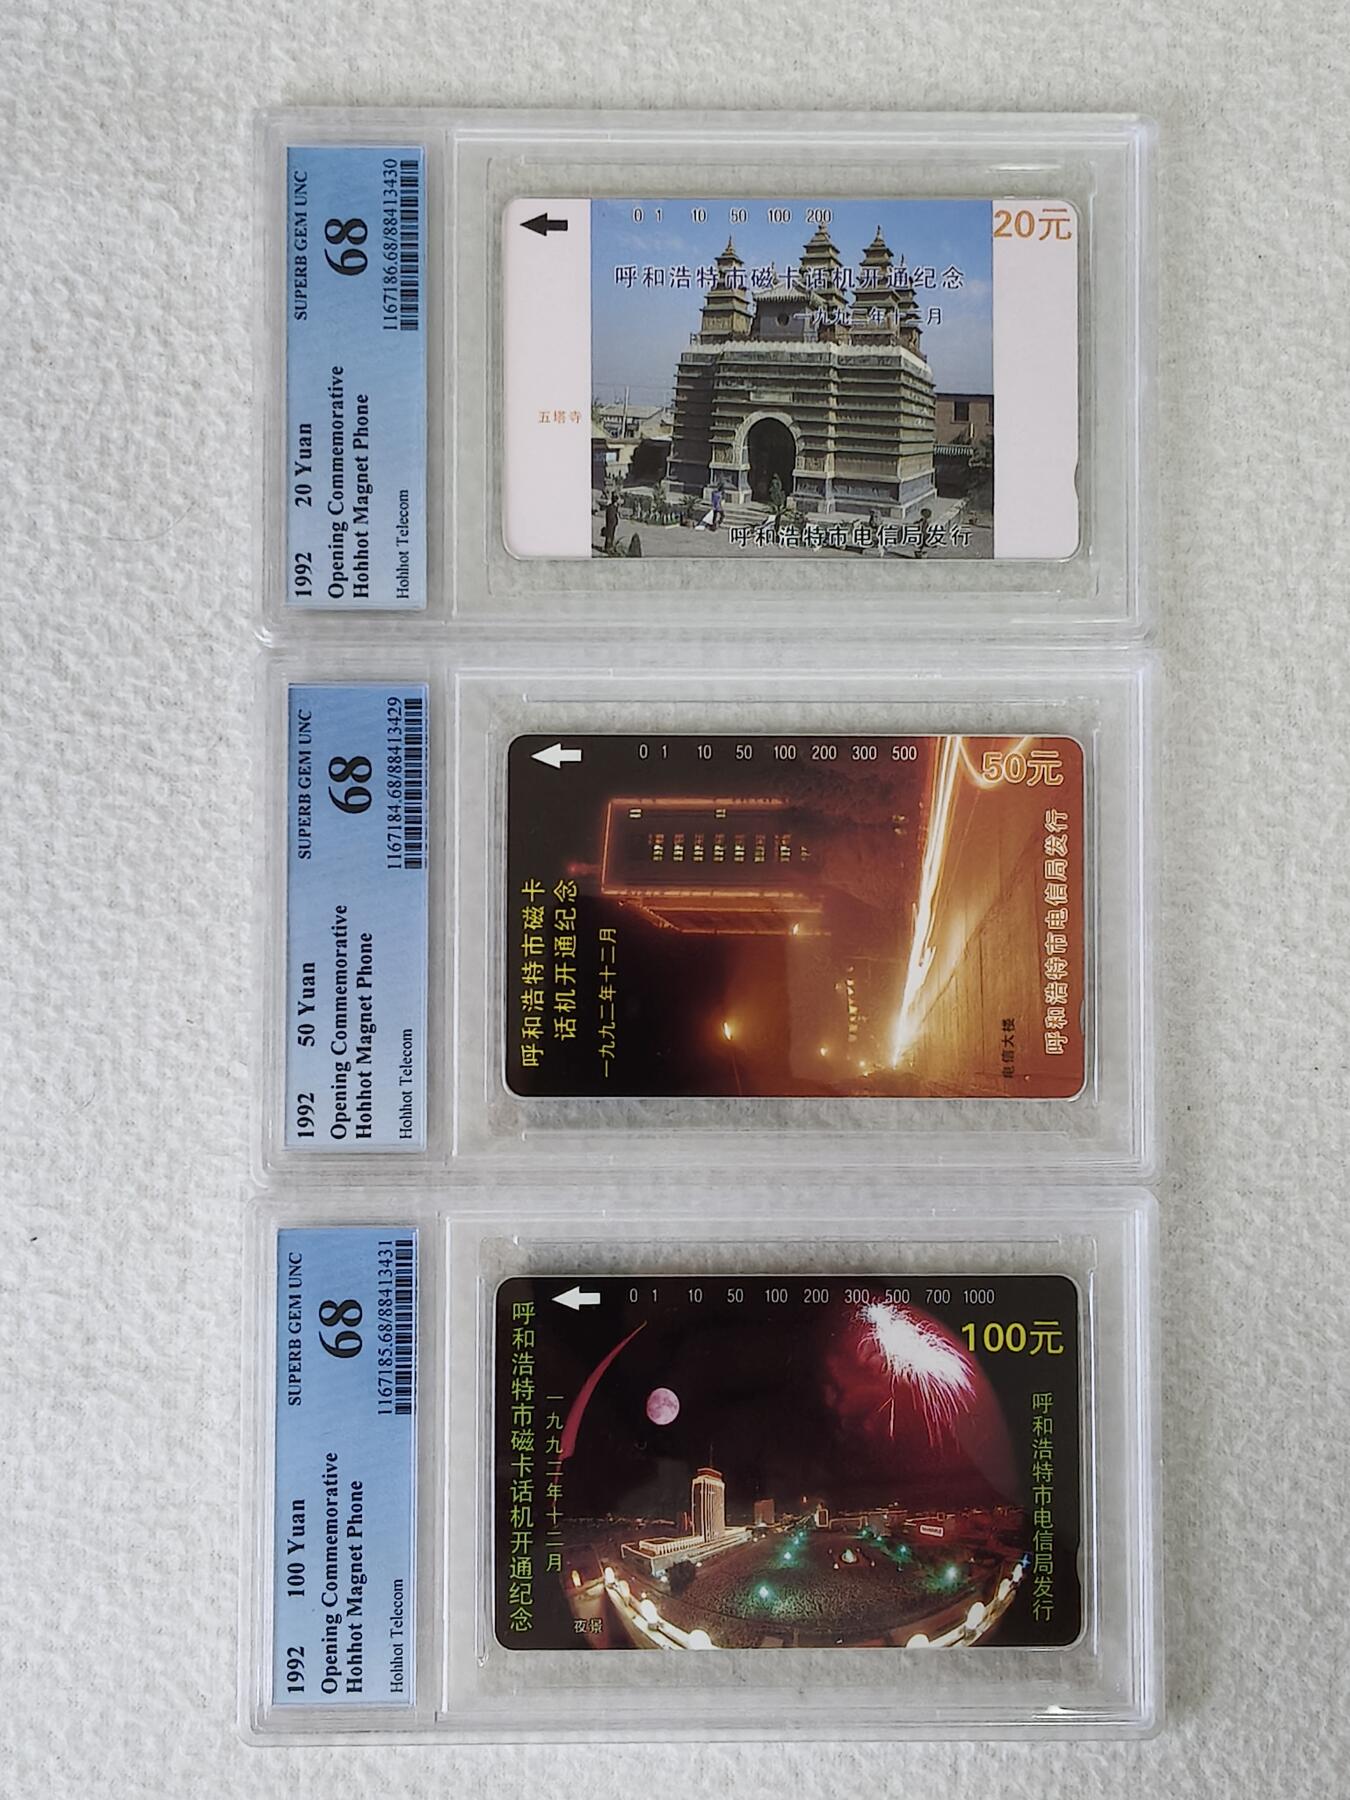 SUPERB GEM UNC
68
1167186.68/88413430
1992 20 Yuan
Opening Commemorative
Hohhot Magnet Phone
Hohhot Telecom
0 1 10 50 100 200
20元
呼和浩特市磁卡话机开通纪念
一九九二年十二月
五塔寺
呼和浩特市电信局发行
SUPERB GEM UNC
68
1167184.68/88413429
1992 50 Yuan
Opening Commemorative
Hohhot Magnet Phone
Hohhot Telecom
0 1 10 50 100 200 300 500
50元
呼和浩特市磁卡
话机开通纪念
一九九二年十二月
电信大楼
呼和浩特市电信局发行
SUPERB GEM UNC
68
1167185.68/88413431
1992 100 Yuan
Opening Commemorative
Hohhot Magnet Phone
Hohhot Telecom
0 1 10 50 100 200 300 500 700 1000
100元
呼和浩特市磁卡话机开通纪念
一九九二年十二月
夜景
呼和浩特市电信局发行